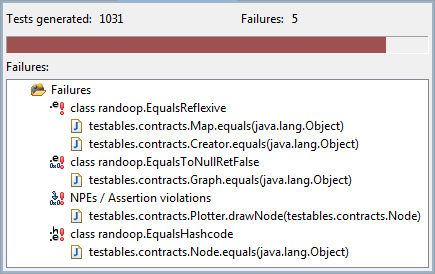 Tests generated: 1031 Failures: 5
Failures:
Failures
class randoop.EqualsReflexive
testables.contracts.Map.equals(java.lang.Object)
testables.contracts.Creator.equals(java.lang.Object)
class randoop.EqualsToNullRetFalse
testables.contracts.Graph.equals(java.lang.Object)
NPEs / Assertion violations
testables.contracts.Plotter.drawNode(testables.contracts.Node)
class randoop.EqualsHashcode
testables.contracts.Node.equals(java.lang.Object)